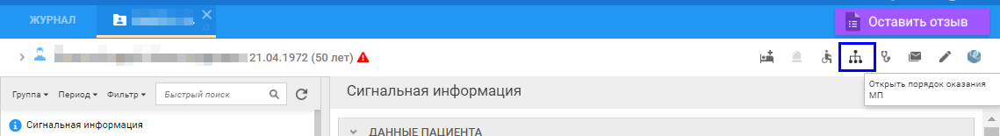 ЖУРНАЛ
Оставить отзыв
21.04.1972 (50 лет)
Группа Период Фильтр Быстрый поиск
Сигнальная информация
Открыть порядок оказания
МП
Сигнальная информация
ДАННЫЕ ПАЦИЕНТА